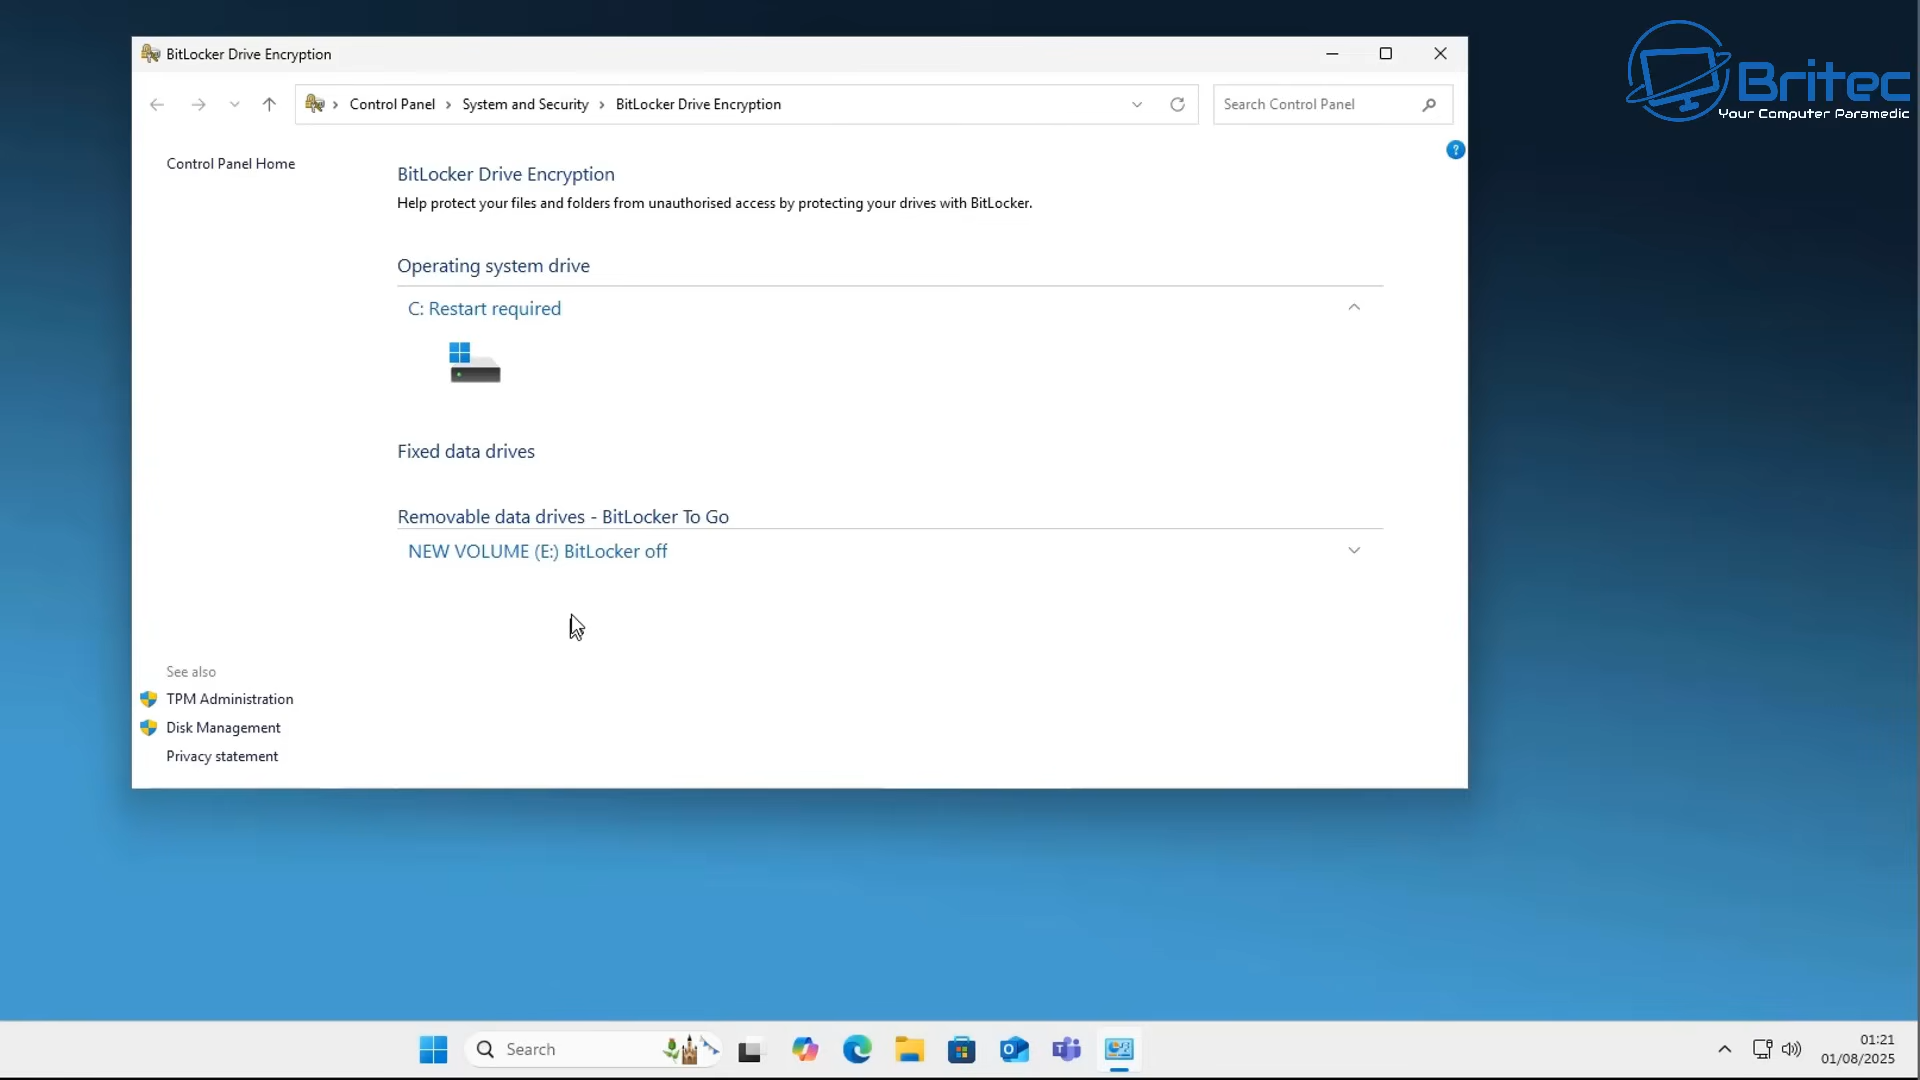 BitLocker Drive Encryption
Control Panel
System and Security
BitLocker Drive Encryption
Search Control Panel
Britec
Your Computer Paramedic
?
Control Panel Home
BitLocker Drive Encryption
Help protect your files and folders from unauthorised access by protecting your drives with BitLocker.
Operating system drive
C: Restart required
Fixed data drives
Removable data drives - BitLocker To Go
NEW VOLUME (E:) BitLocker off
See also
TPM Administration
Disk Management
Privacy statement
Search
01:21
01/08/2025